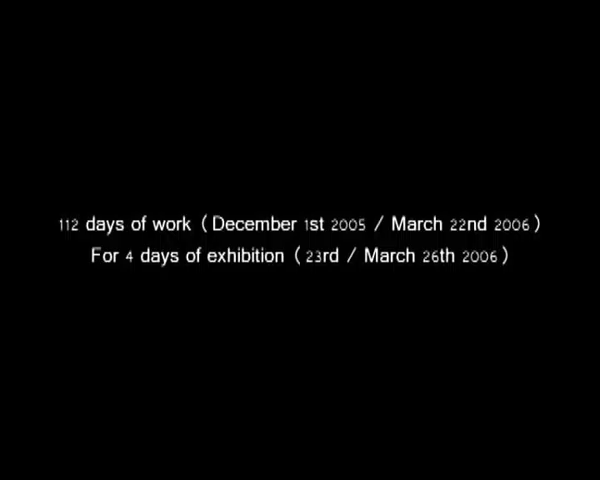 112 days of work ( December 1st 2005 / March 22nd 2006 )
For 4 days of exhibition ( 23rd / March 26th 2006 )